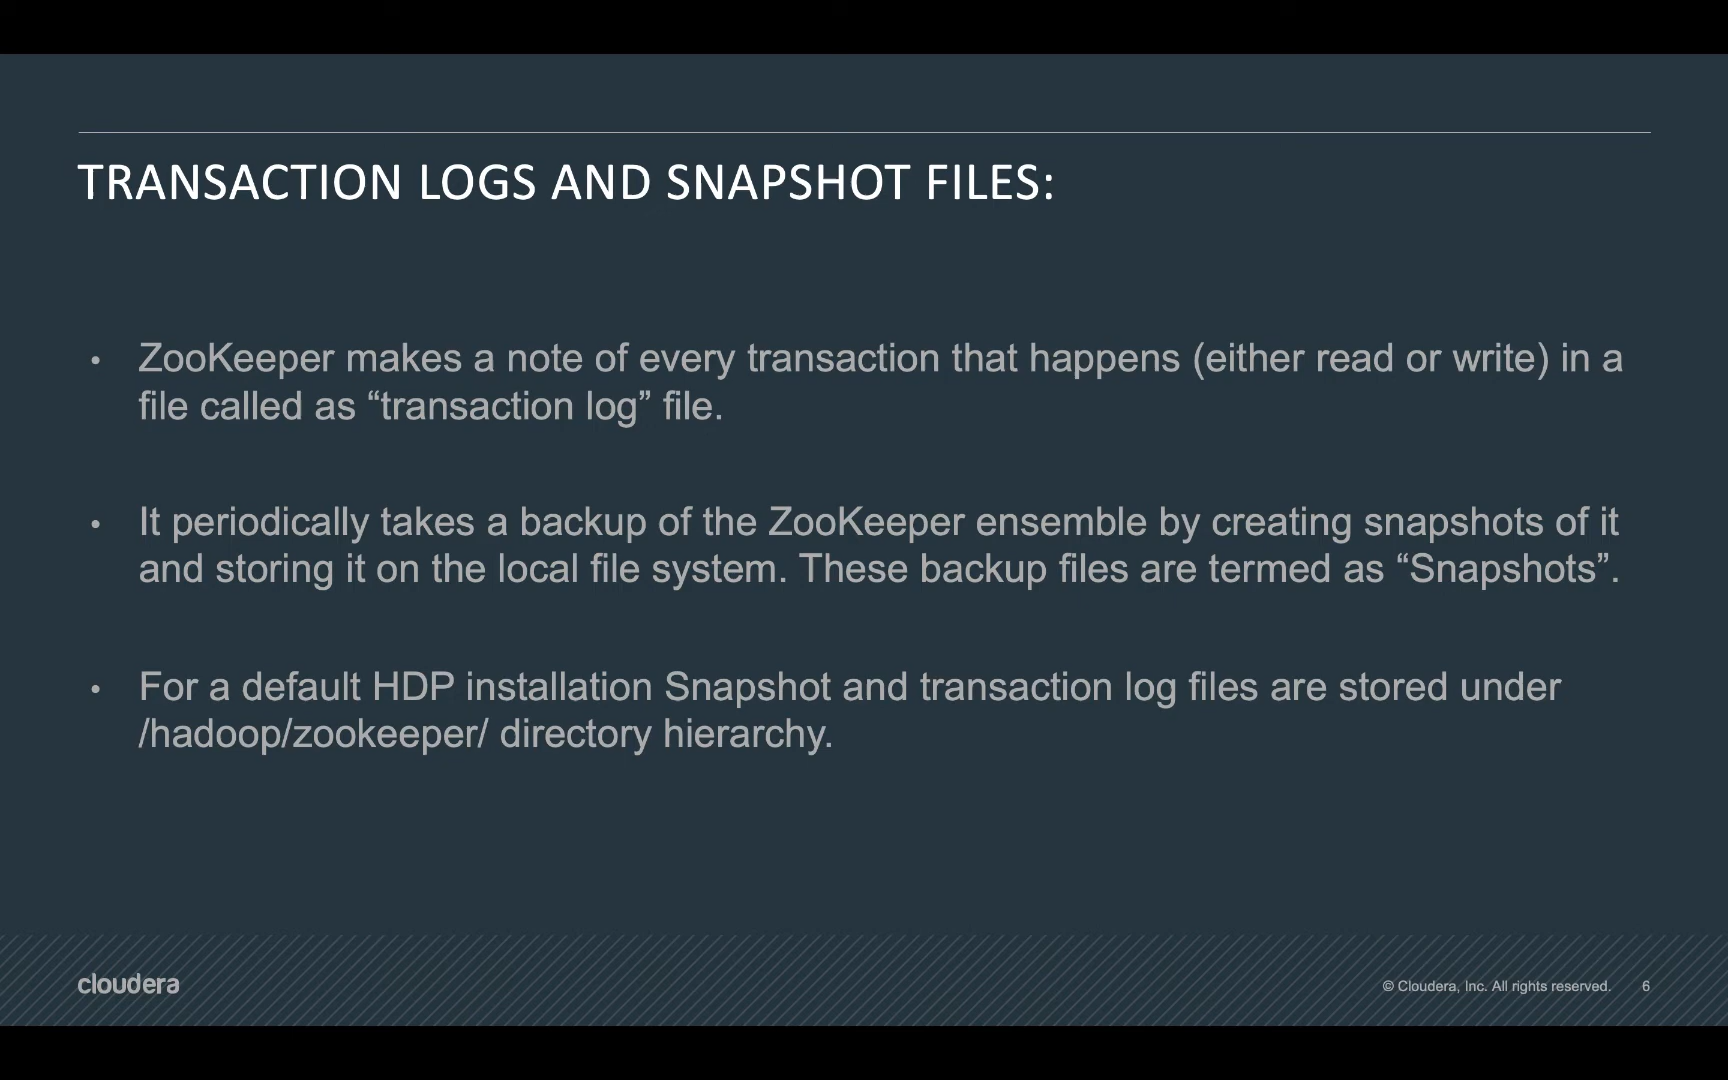 TRANSACTION LOGS AND SNAPSHOT FILES:
• ZooKeeper makes a note of every transaction that happens (either read or write) in a
file called as “transaction log” file.
• It periodically takes a backup of the ZooKeeper ensemble by creating snapshots of it
and storing it on the local file system. These backup files are termed as “Snapshots”.
• For a default HDP installation Snapshot and transaction log files are stored under
/hadoop/zookeeper/ directory hierarchy.
cloudera
© Cloudera, Inc. All rights reserved. 6